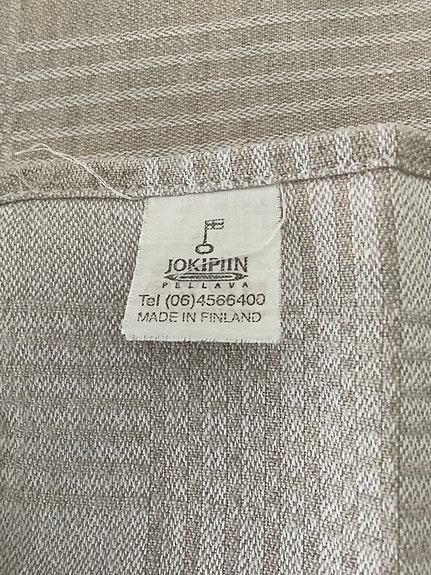 JOKIPIIN
PELLAVA
Tel (06)4566400
MADE IN FINLAND